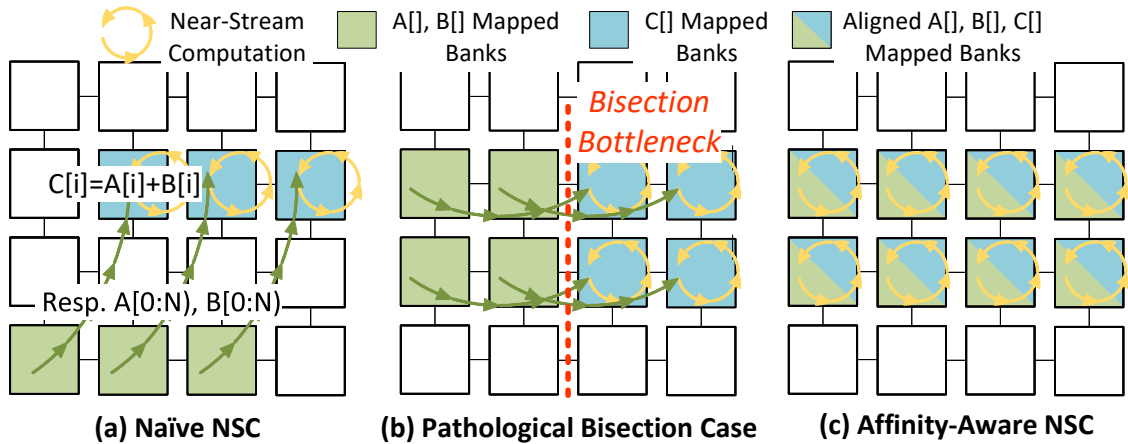 Near-Stream
Computation
A[], B[] Mapped
Banks
C[] Mapped
Banks
Aligned A[], B[], C[]
Mapped Banks
C[i]=A[i]+B[i]
Resp. A[0:N), B[0:N)
Bisection
Bottleneck
(a) Naïve NSC
(b) Pathological Bisection Case
(c) Affinity-Aware NSC